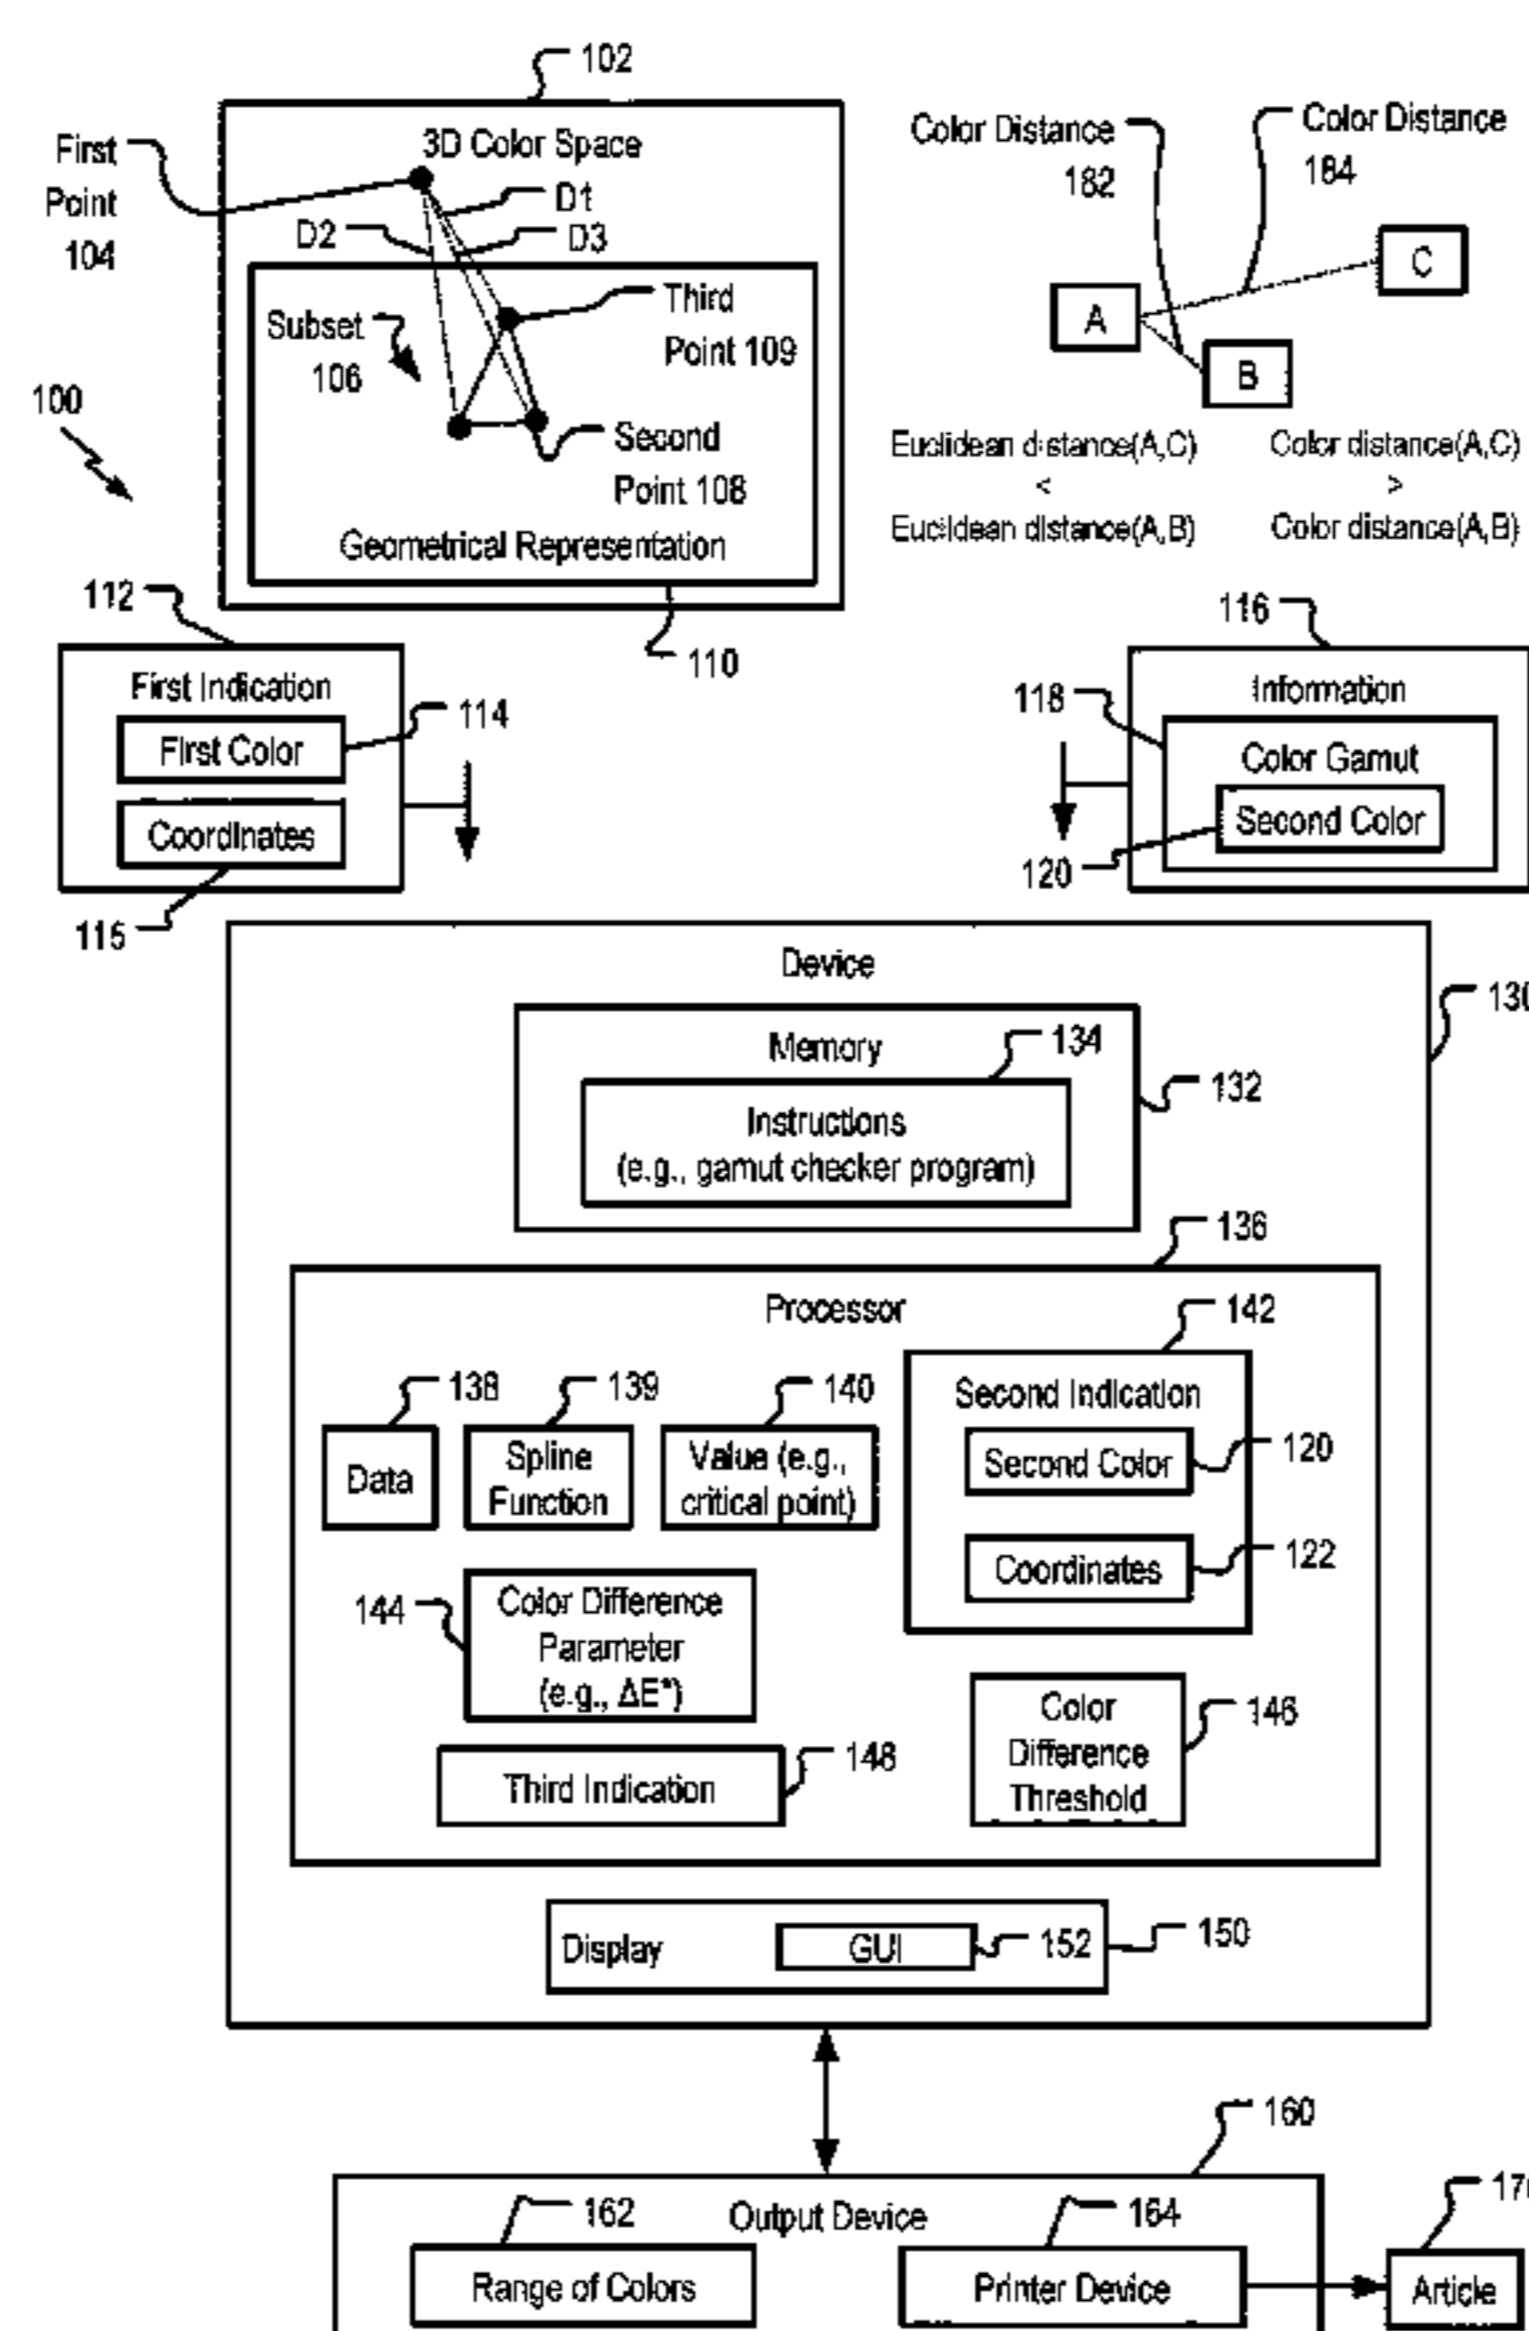 102
3D Color Space
First
Point
104
D1
D2
D3
Subset
106
Third
Point 109
Second
Point 108
Geometrical Representation
100
110
Color Distance
182
Color Distance
184
A
B
C
Euclidean distance(A,C)
<
Euclidean distance(A,B)
Color distance(A,C)
>
Color distance(A,B)
112
First Indication
114
First Color
Coordinates
115
116
Information
118
Color Gamut
Second Color
120
Device
130
Memory
134
132
Instructions
(e.g., gamut checker program)
136
Processor
142
138
139
140
Second Indication
Data
Spline
Function
Value (e.g.,
critical point)
Second Color
120
Coordinates
122
144
Color Difference
Parameter
(e.g., ΔE*)
Color
Difference
Threshold
146
Third Indication
148
Display
GUI
152
150
160
Output Device
162
164
Range of Colors
Printer Device
Article